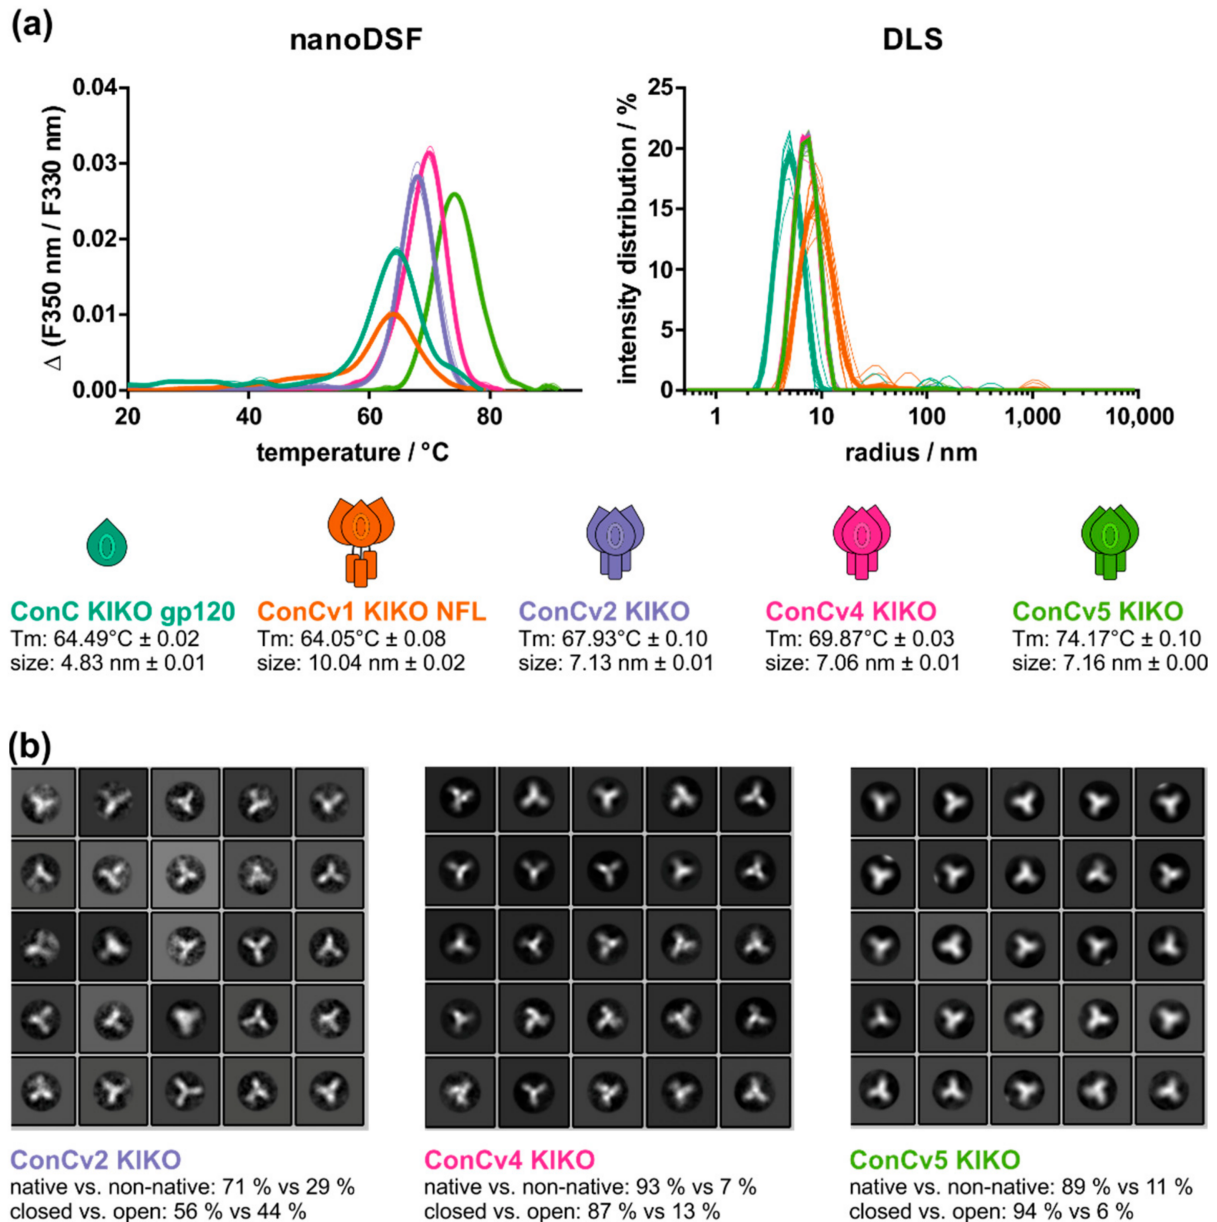 (a)
nanoDSF
DLS
Δ (F350 nm / F330 nm)
0.04
0.03
0.02
0.01
0.00
20
40
60
80
temperature / °C
intensity distribution / %
25
20
15
10
5
0
1
10
100
1,000
10,000
radius / nm
ConC KIKO gp120
Tm: 64.49°C ± 0.02
size: 4.83 nm ± 0.01
ConCv1 KIKO NFL
Tm: 64.05°C ± 0.08
size: 10.04 nm ± 0.02
ConCv2 KIKO
Tm: 67.93°C ± 0.10
size: 7.13 nm ± 0.01
ConCv4 KIKO
Tm: 69.87°C ± 0.03
size: 7.06 nm ± 0.01
ConCv5 KIKO
Tm: 74.17°C ± 0.10
size: 7.16 nm ± 0.00
(b)
ConCv2 KIKO
native vs. non-native: 71 % vs 29 %
closed vs. open: 56 % vs 44 %
ConCv4 KIKO
native vs. non-native: 93 % vs 7 %
closed vs. open: 87 % vs 13 %
ConCv5 KIKO
native vs. non-native: 89 % vs 11 %
closed vs. open: 94 % vs 6 %